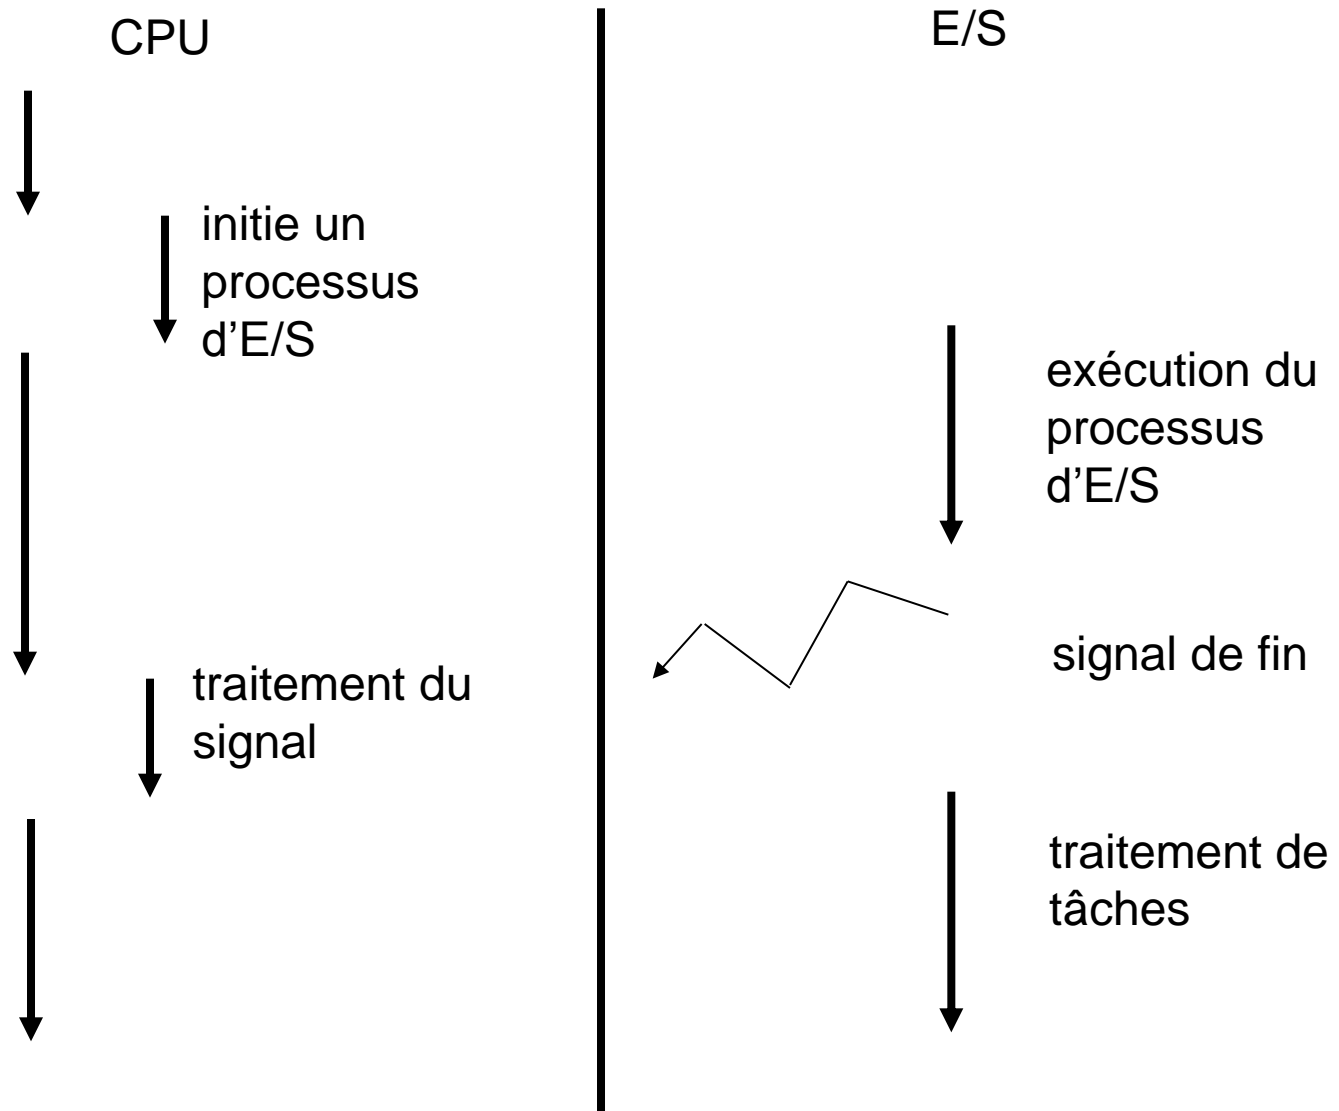 CPU
E/S
initie un
processus
d’E/S
exécution du
processus
d’E/S
signal de fin
traitement du
signal
traitement de
tâches